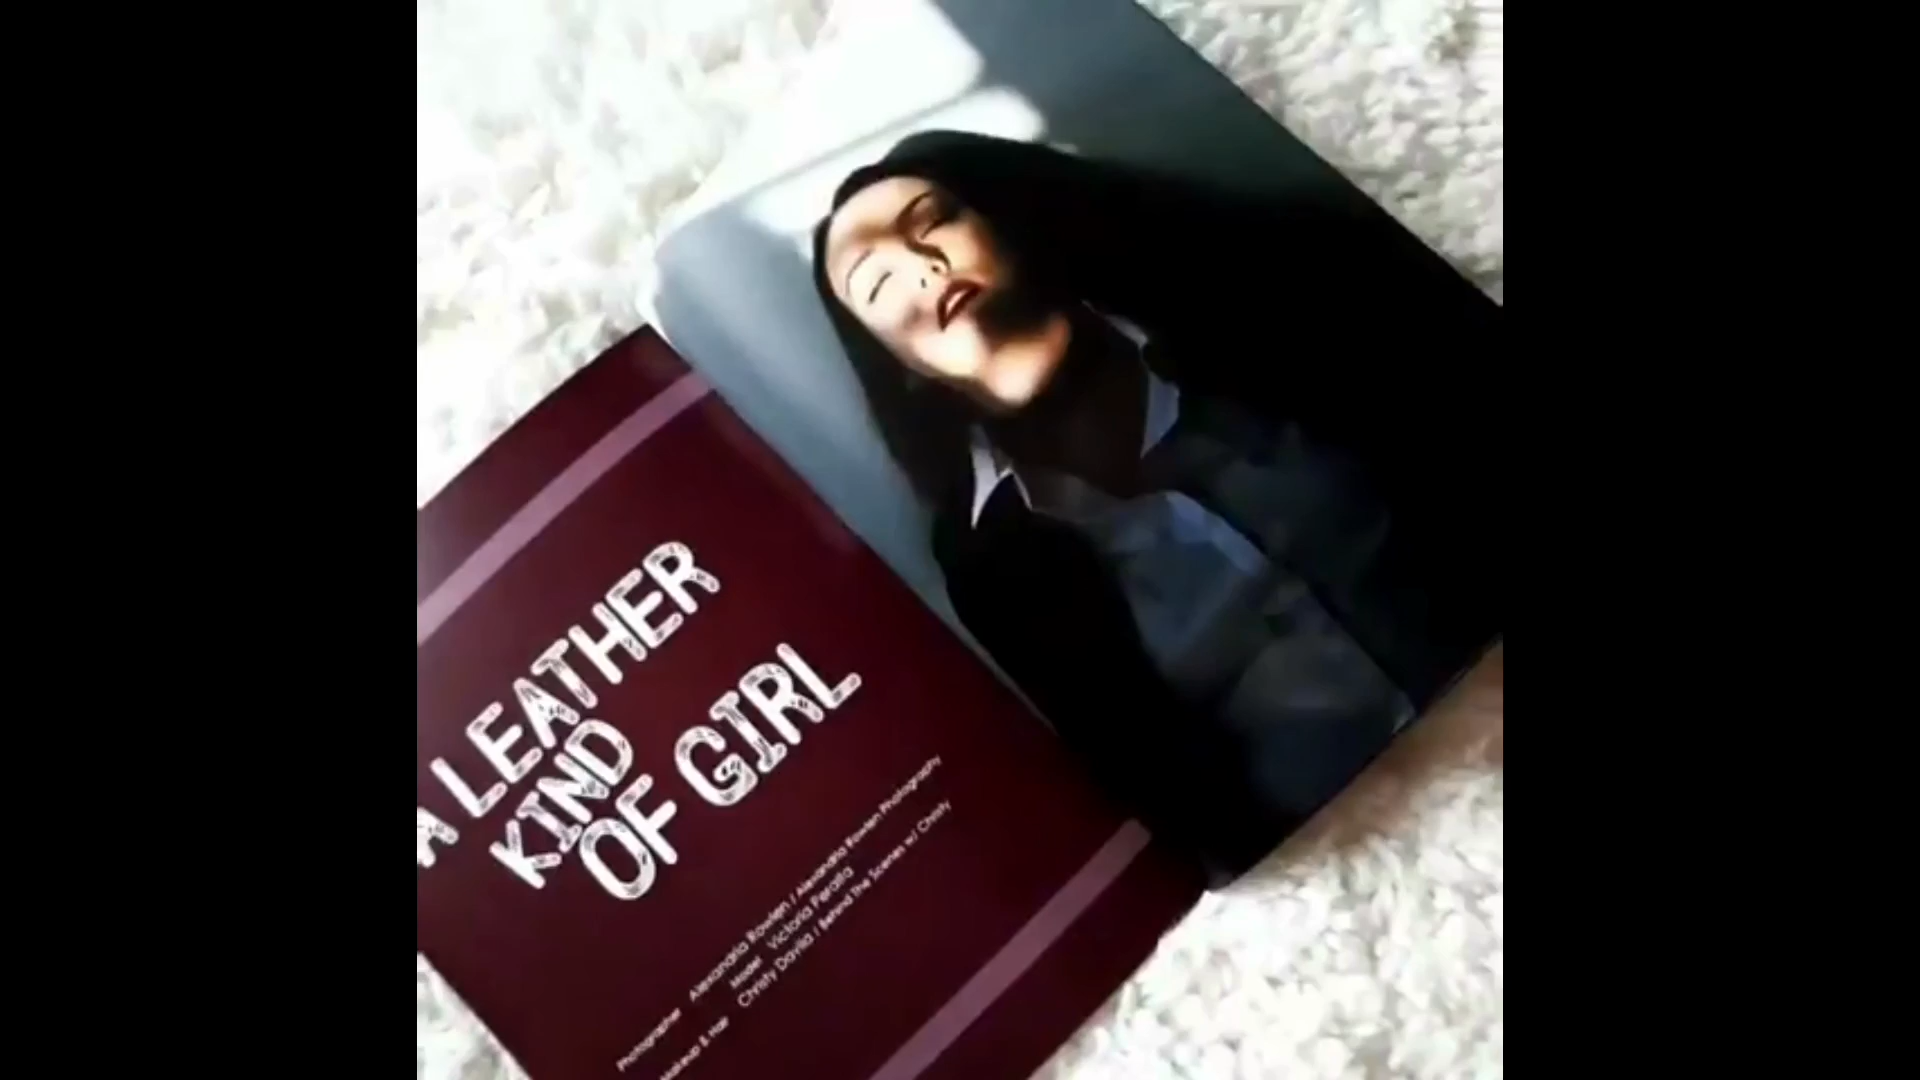 A LEATHER
KIND
OF GIRL
Photographer Alexandria Rowlen / Alexandria Rowlen Photography
Model Victoria Peralta
Makeup & Hair Christy Davila / Behind The Scenes w/ Christy